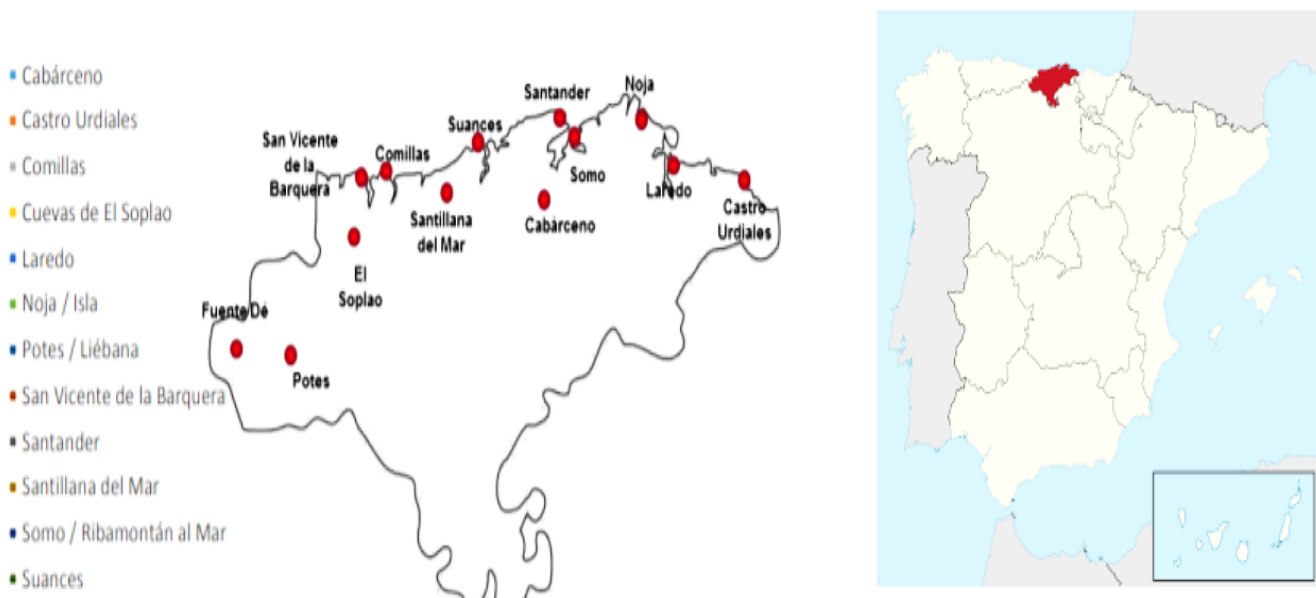 Cabárceno
Castro Urdiales
Comillas
Cuevas de El Soplao
Laredo
Noja / Isla
Potes / Liébana
San Vicente de la Barquera
Santander
Santillana del Mar
Somo / Ribamontán al Mar
Suances
Noja
Santander
Suances
San Vicente
de la
Barquera
Comillas
Somo
Laredo
Castro
Urdiales
Santillana
del Mar
Cabárceno
El
Soplao
Fuente Dé
Potes